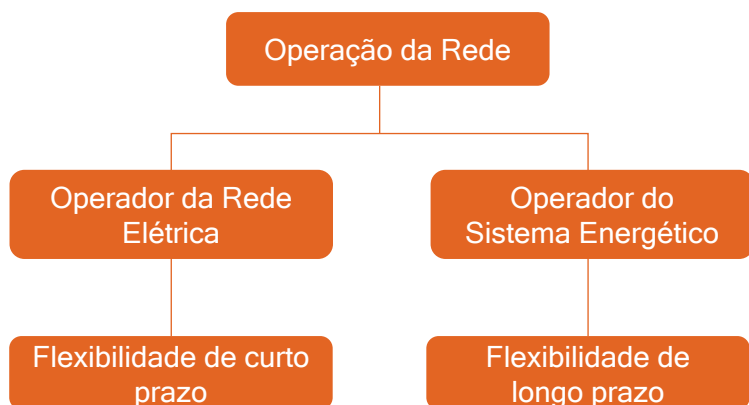 Operação da Rede
Operador da Rede
Elétrica
Operador do
Sistema Energético
Flexibilidade de curto
prazo
Flexibilidade de
longo prazo